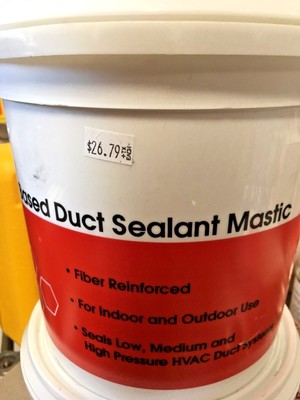 $26.79
Duct Sealant Mastic
• Fiber Reinforced
• For Indoor and Outdoor Use
• Seals Low, Medium and
High Pressure HVAC Duct